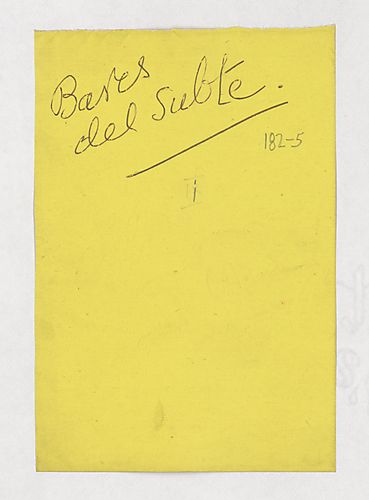 Bares
del subte.
182-5
i